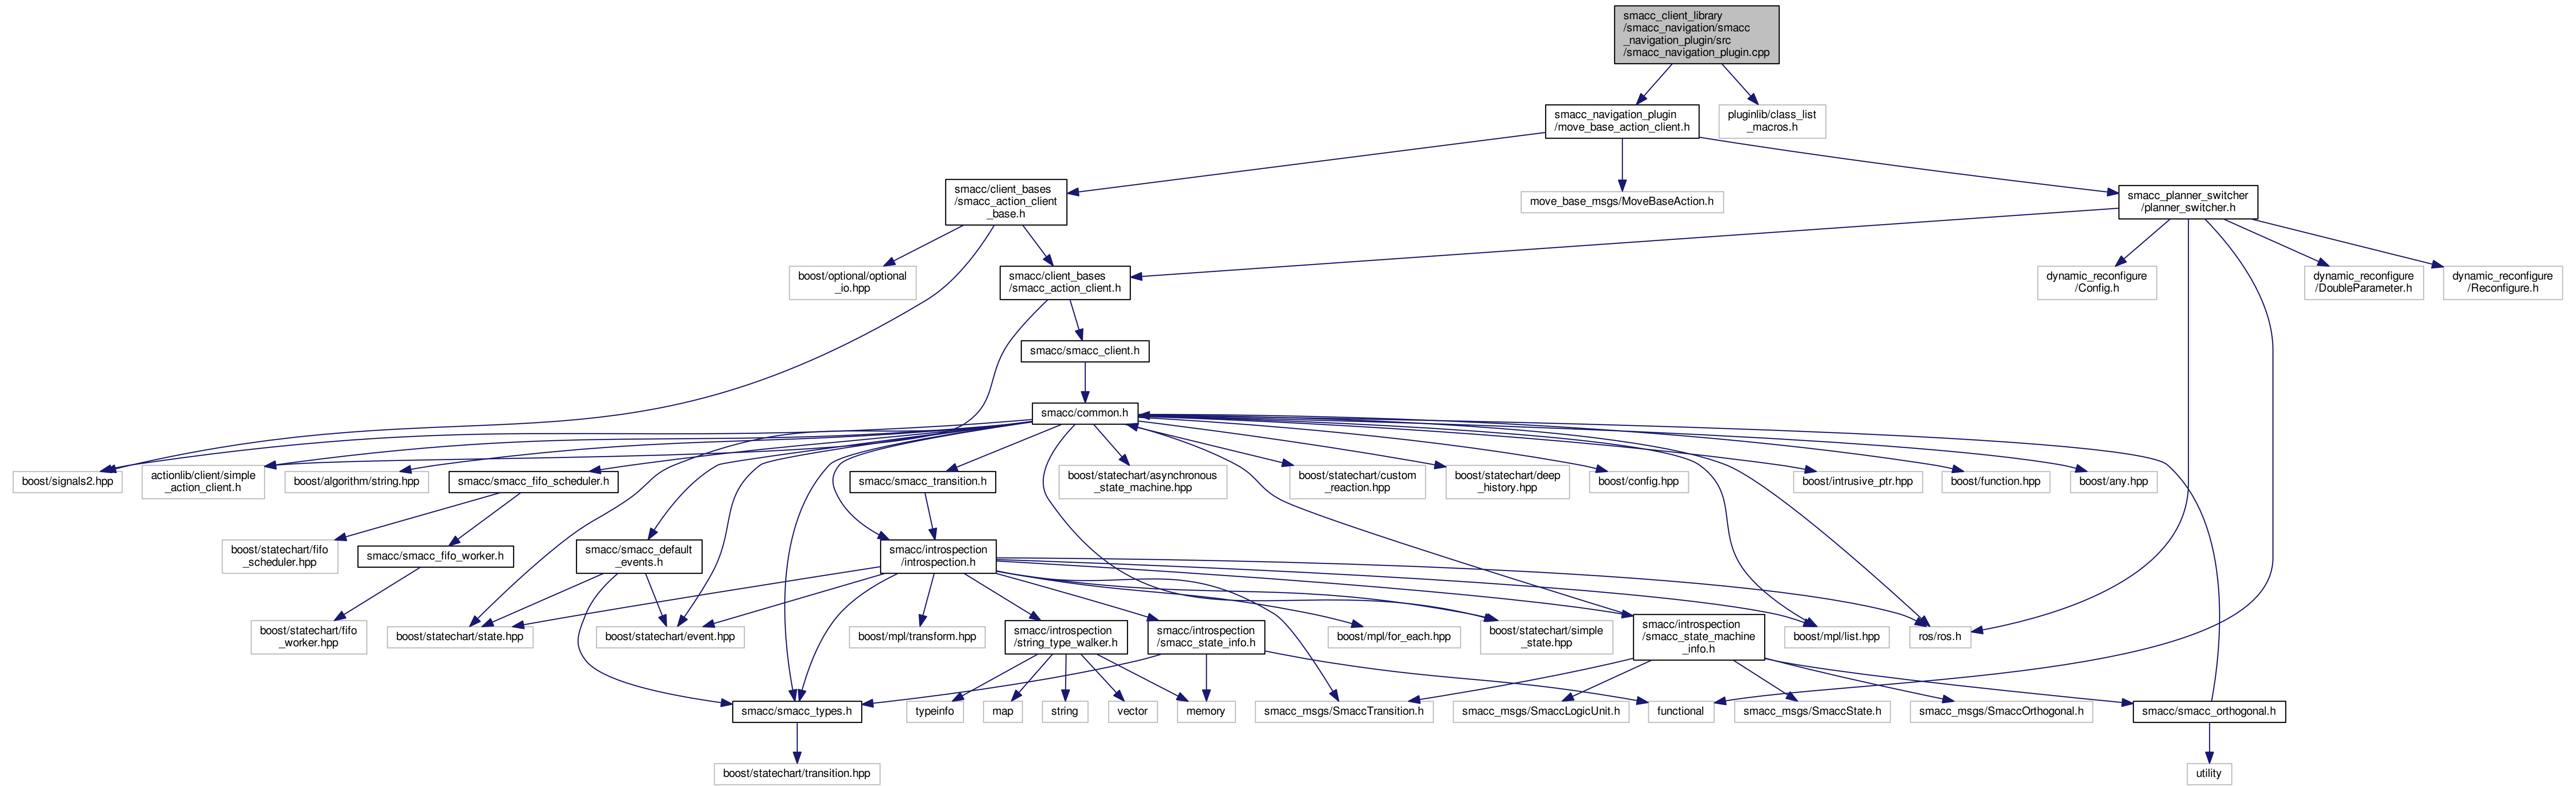 smacc_client_library
/smacc_navigation/smacc
_navigation_plugin/src
/smacc_navigation_plugin.cpp
smacc_navigation_plugin
/move_base_action_client.h
pluginlib/class_list
_macros.h
smacc/client_bases
/smacc_action_client
_base.h
move_base_msgs/MoveBaseAction.h
smacc_planner_switcher
/planner_switcher.h
boost/optional/optional
_io.hpp
smacc/client_bases
/smacc_action_client.h
dynamic_reconfigure
/Config.h
dynamic_reconfigure
/DoubleParameter.h
dynamic_reconfigure
/Reconfigure.h
smacc/smacc_client.h
smacc/common.h
boost/signals2.hpp
actionlib/client/simple
_action_client.h
boost/algorithm/string.hpp
smacc/smacc_fifo_scheduler.h
smacc/smacc_transition.h
boost/statechart/asynchronous
_state_machine.hpp
boost/statechart/custom
_reaction.hpp
boost/statechart/deep
_history.hpp
boost/config.hpp
boost/intrusive_ptr.hpp
boost/function.hpp
boost/any.hpp
boost/statechart/fifo
_scheduler.hpp
smacc/smacc_fifo_worker.h
smacc/smacc_default
_events.h
smacc/introspection
/introspection.h
boost/statechart/fifo
_worker.hpp
boost/statechart/state.hpp
boost/statechart/event.hpp
boost/mpl/transform.hpp
smacc/introspection
/string_type_walker.h
smacc/introspection
/smacc_state_info.h
boost/mpl/for_each.hpp
boost/statechart/simple
_state.hpp
smacc/introspection
/smacc_state_machine
_info.h
boost/mpl/list.hpp
ros/ros.h
smacc/smacc_types.h
typeinfo
map
string
vector
memory
smacc_msgs/SmaccTransition.h
smacc_msgs/SmaccLogicUnit.h
functional
smacc_msgs/SmaccState.h
smacc_msgs/SmaccOrthogonal.h
smacc/smacc_orthogonal.h
boost/statechart/transition.hpp
utility